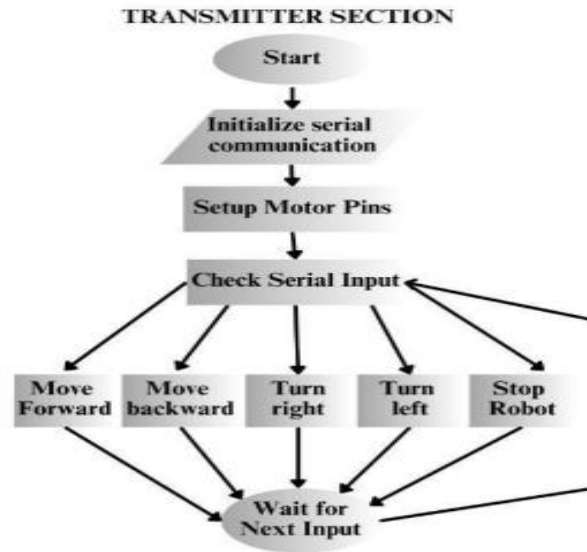 TRANSMITTER SECTION
Start
Initialize serial
communication
Setup Motor Pins
Check Serial Input
Move
Forward
Move
backward
Turn
right
Turn
left
Stop
Robot
Wait for
Next Input